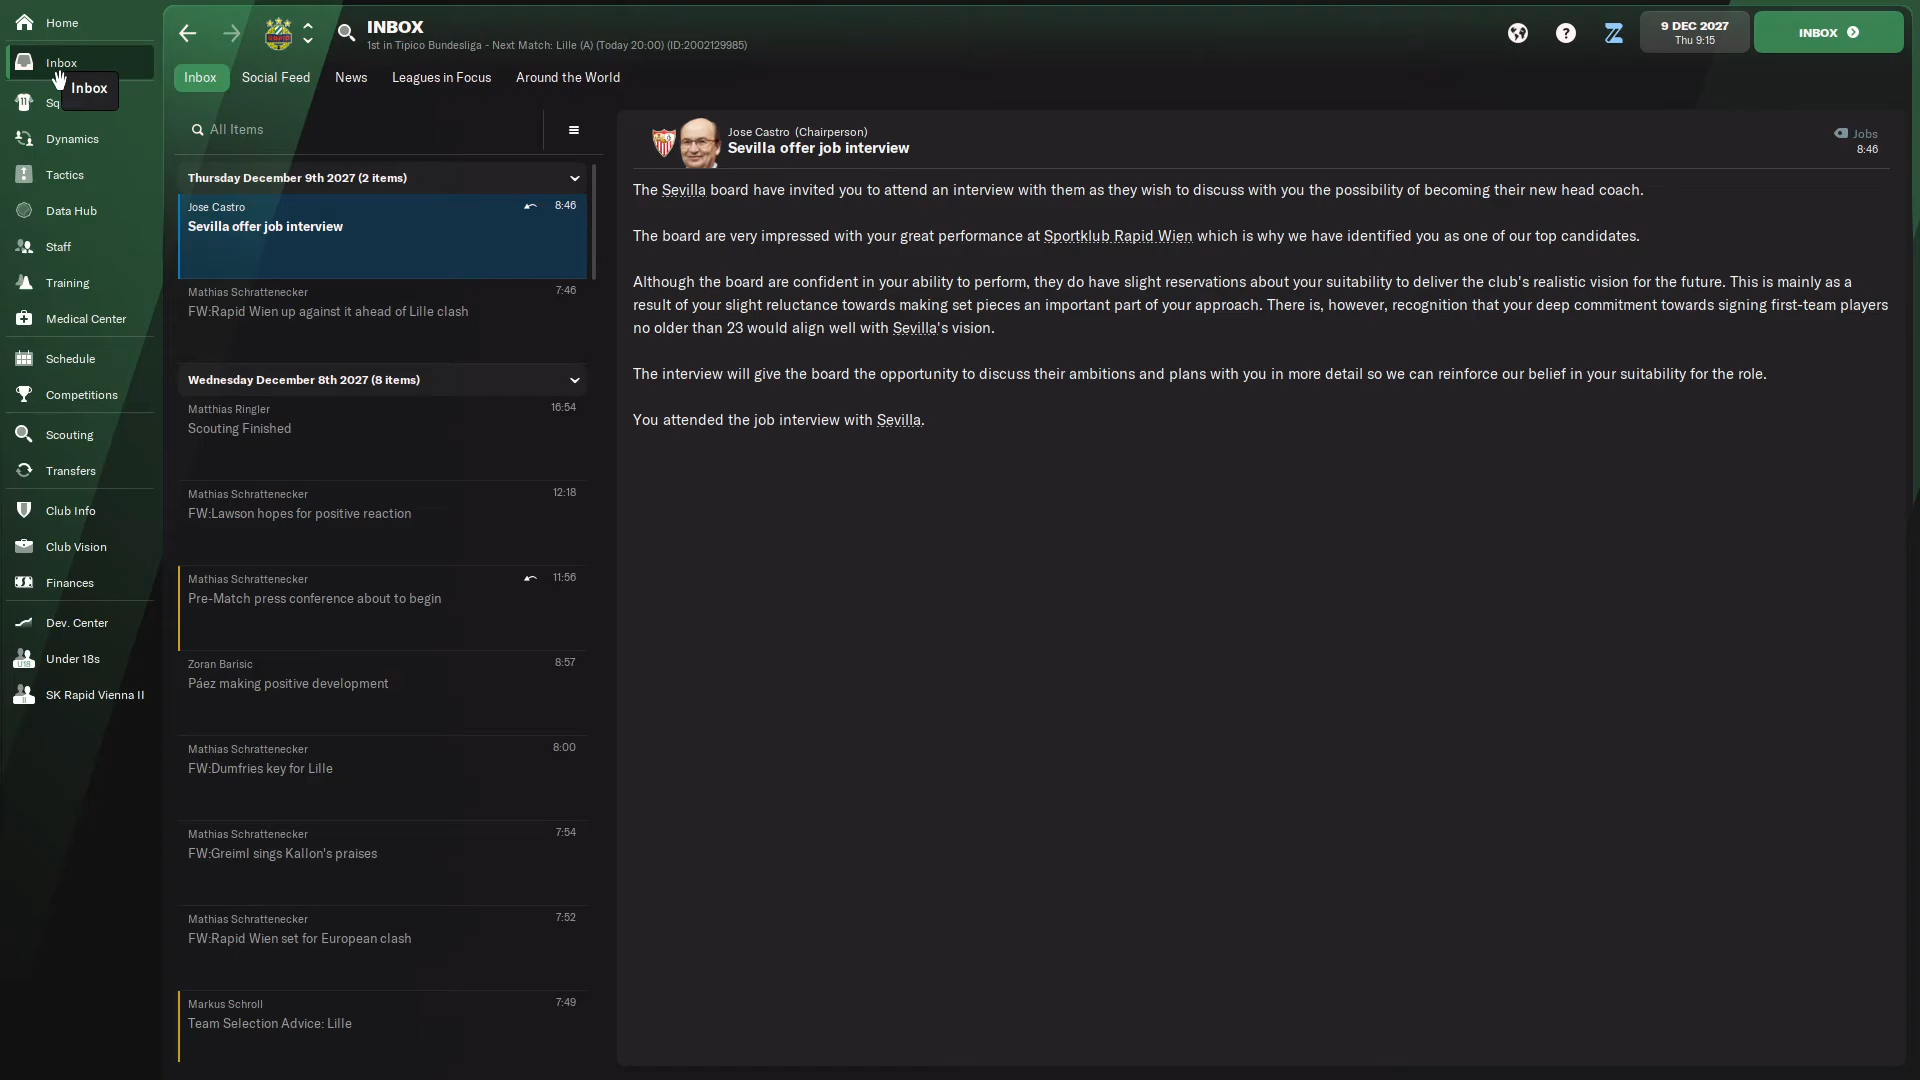 Home
Inbox
Inbox
Sq
Dynamics
Tactics
Data Hub
Staff
Training
Medical Center
Schedule
Competitions
Scouting
Transfers
Club Info
Club Vision
Finances
Dev. Center
Under 18s
SK Rapid Vienna II
INBOX
1st in Tipico Bundesliga - Next Match: Lille (A) (Today 20:00) (ID:2002129985)
9 DEC 2027
Thu 9:15
INBOX
Inbox Social Feed News Leagues in Focus Around the World
All Items
Thursday December 9th 2027 (2 items)
Jose Castro 8:46
Sevilla offer job interview
Mathias Schrattenecker 7:46
FW:Rapid Wien up against it ahead of Lille clash
Wednesday December 8th 2027 (8 items)
Matthias Ringler 16:54
Scouting Finished
Mathias Schrattenecker 12:18
FW:Lawson hopes for positive reaction
Mathias Schrattenecker 11:56
Pre-Match press conference about to begin
Zoran Barisic 8:57
Páez making positive development
Mathias Schrattenecker 8:00
FW:Dumfries key for Lille
Mathias Schrattenecker 7:54
FW:Greiml sings Kallon's praises
Mathias Schrattenecker 7:52
FW:Rapid Wien set for European clash
Markus Schroll 7:49
Team Selection Advice: Lille
Jose Castro (Chairperson)
Sevilla offer job interview
Jobs
8:46
The Sevilla board have invited you to attend an interview with them as they wish to discuss with you the possibility of becoming their new head coach.
The board are very impressed with your great performance at Sportklub Rapid Wien which is why we have identified you as one of our top candidates.
Although the board are confident in your ability to perform, they do have slight reservations about your suitability to deliver the club's realistic vision for the future. This is mainly as a
result of your slight reluctance towards making set pieces an important part of your approach. There is, however, recognition that your deep commitment towards signing first-team players
no older than 23 would align well with Sevilla's vision.
The interview will give the board the opportunity to discuss their ambitions and plans with you in more detail so we can reinforce our belief in your suitability for the role.
You attended the job interview with Sevilla.